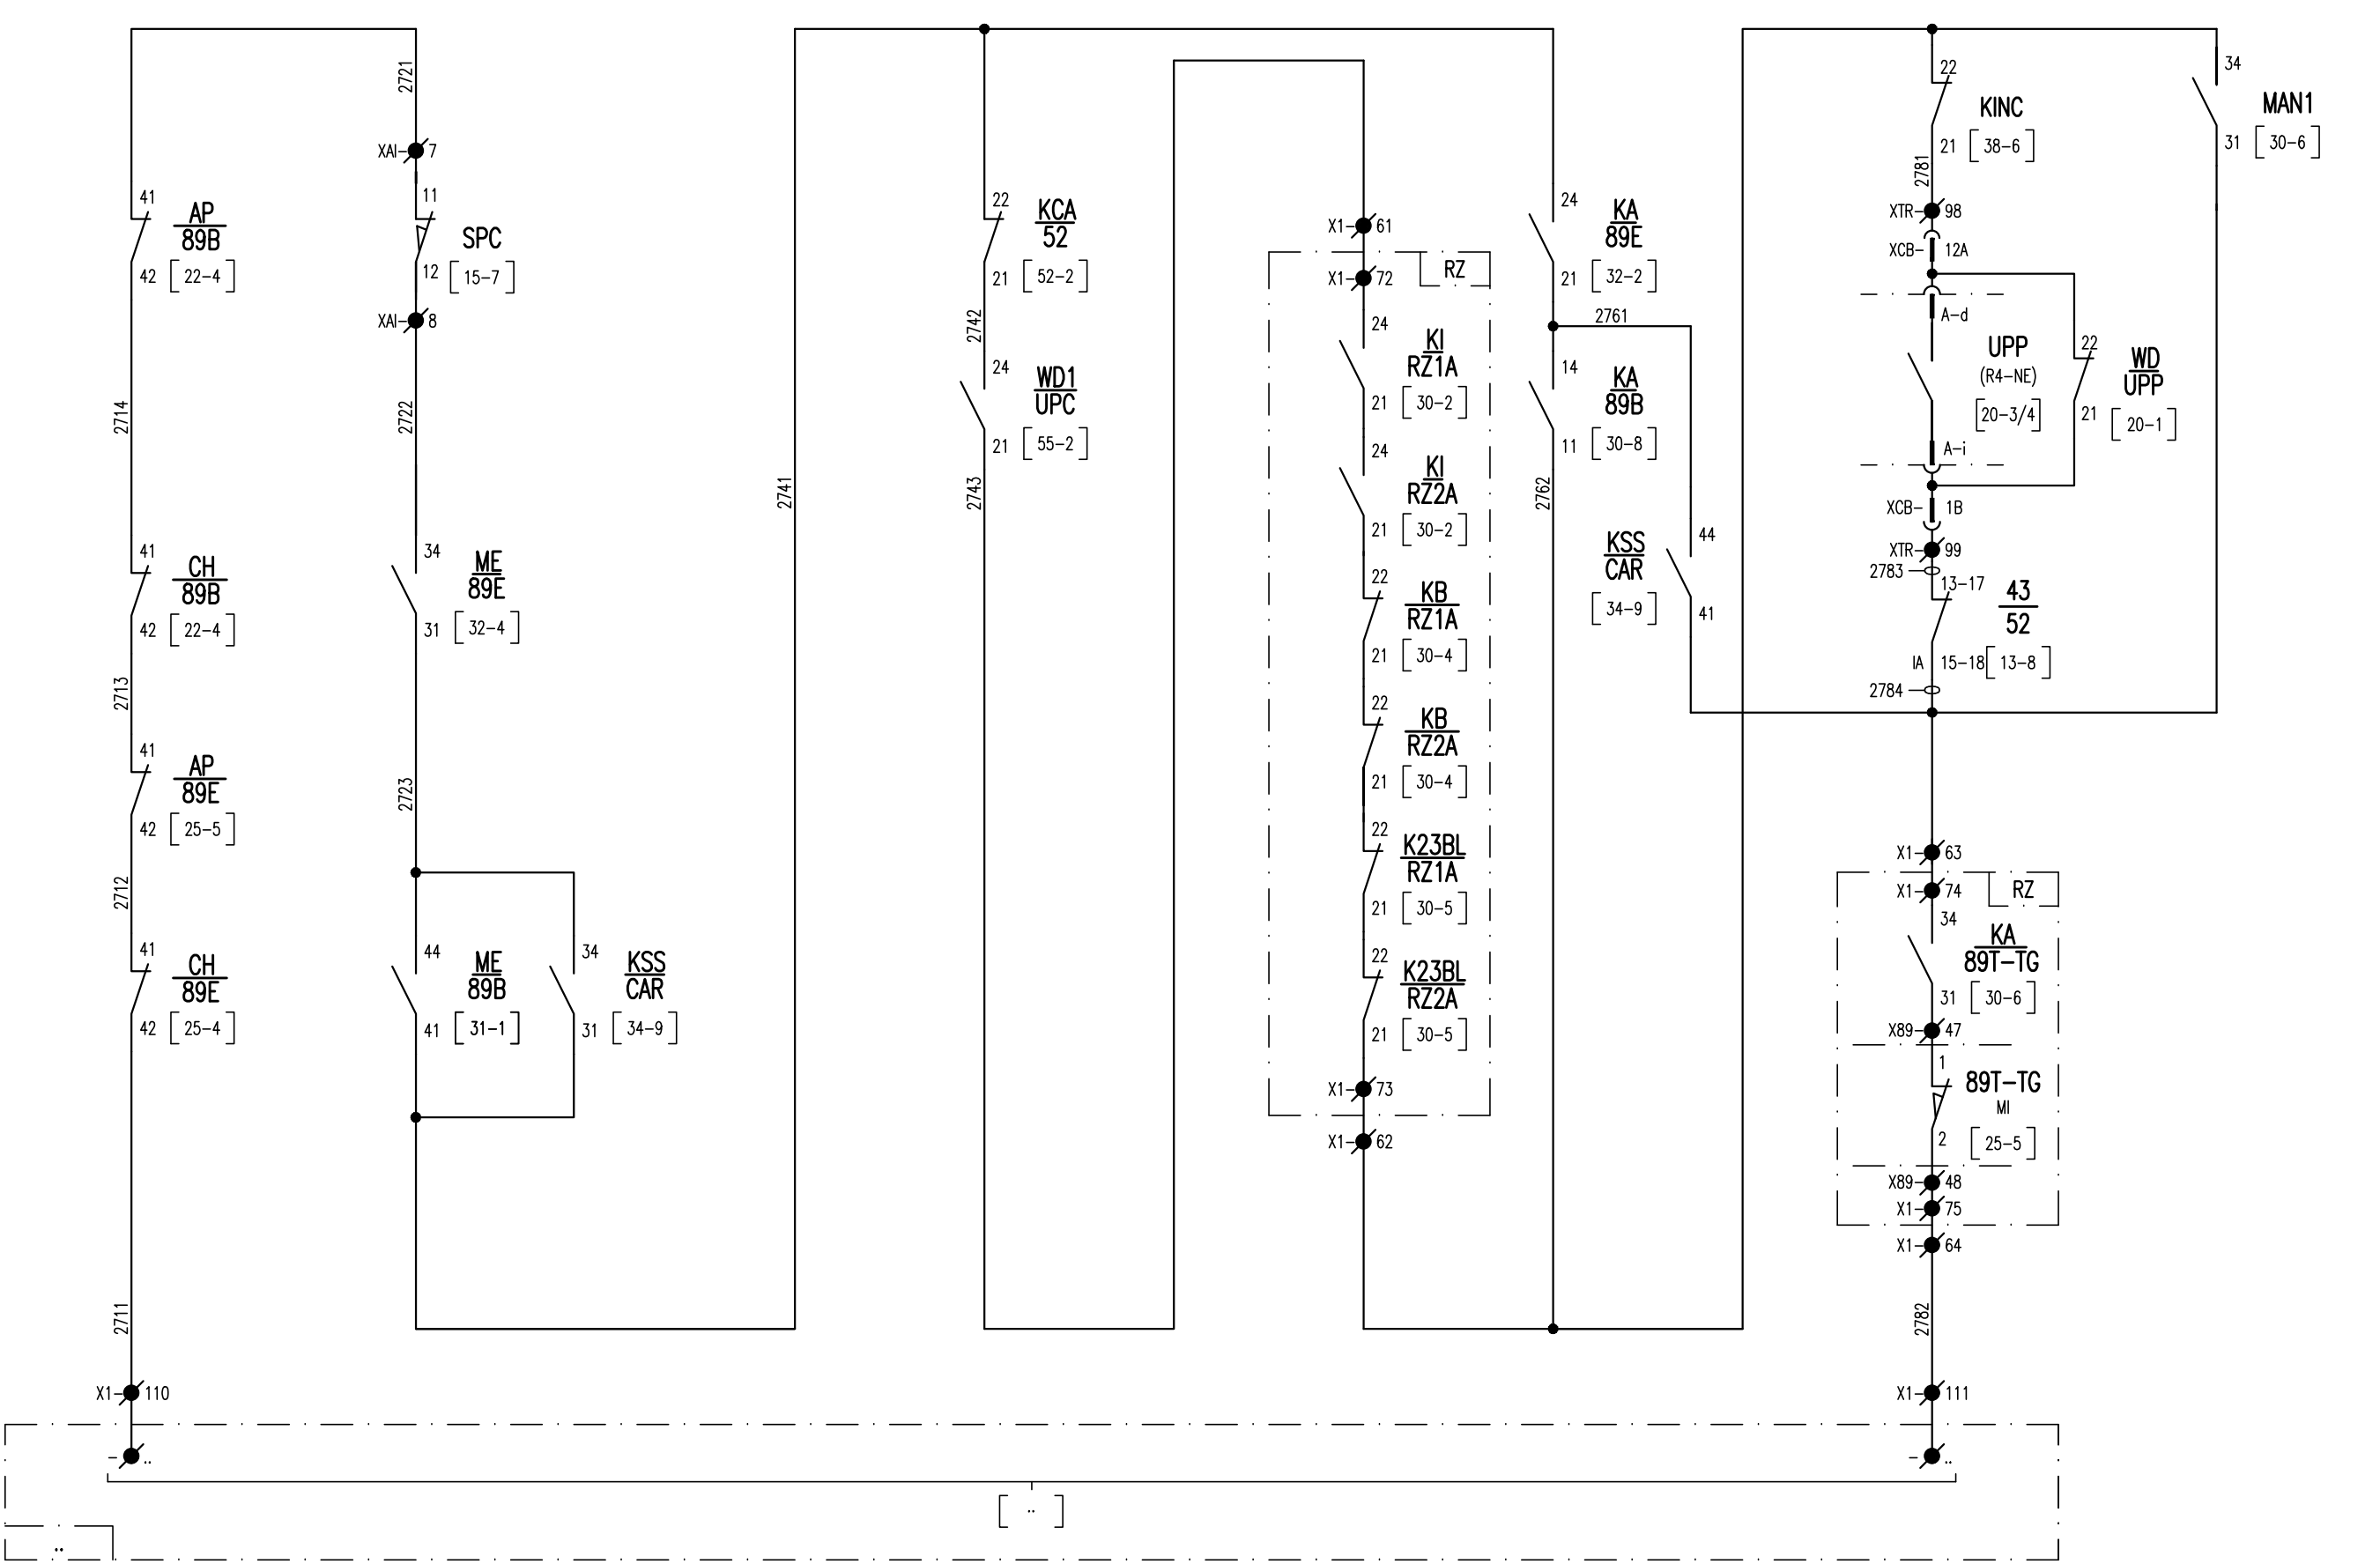 2721
XAI- 7
41
AP
89B
42 [22-4]
11
SPC
12 [15-7]
XAI- 8
2714
2722
41
CH
89B
42 [22-4]
34
ME
89E
31 [32-4]
2713
41
AP
89E
42 [25-5]
2723
2712
41
CH
89E
42 [25-4]
44
ME
89B
41 [31-1]
34
KSS
CAR
31 [34-9]
2711
X1- 110
- ..
2741
22
KCA
52
21 [52-2]
2742
24
WD1
UPC
21 [55-2]
2743
X1- 61
RZ
X1- 72
24
KI
RZ1A
21 [30-2]
24
KI
RZ2A
21 [30-2]
22
KB
RZ1A
21 [30-4]
22
KB
RZ2A
21 [30-4]
22
K23BL
RZ1A
21 [30-5]
22
K23BL
RZ2A
21 [30-5]
X1- 73
X1- 62
24
KA
89E
21 [32-2]
2761
14
KA
89B
11 [30-8]
2762
44
KSS
CAR
[34-9]
41
22
KINC
21 [38-6]
2781
34
MAN1
31 [30-6]
XTR- 98
XCB- 12A
A-d
UPP
(R4-NE)
[20-3/4]
A-i
22
WD
UPP
21 [20-1]
XCB- 1B
XTR- 99
2783
13-17
43
52
IA 15-18 [13-8]
2784
X1- 63
RZ
X1- 74
34
KA
89T-TG
31 [30-6]
X89- 47
1
89T-TG
MI
2 [25-5]
X89- 48
X1- 75
X1- 64
2782
X1- 111
- ..
[..]
..